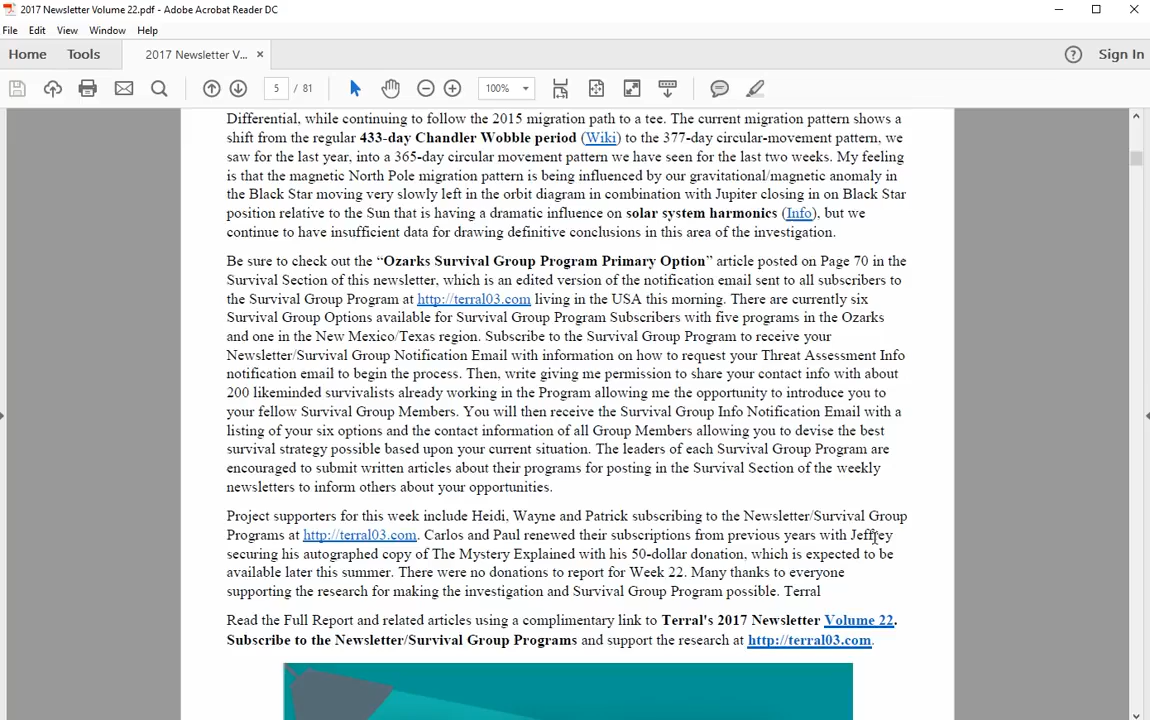 2017 Newsletter Volume 22.pdf - Adobe Acrobat Reader DC
File Edit View Window Help
Home Tools 2017 Newsletter V... × Sign In
5 / 81 100%
Differential, while continuing to follow the 2015 migration path to a tee. The current migration pattern shows a
shift from the regular 433-day Chandler Wobble period (Wiki) to the 377-day circular-movement pattern, we
saw for the last year, into a 365-day circular movement pattern we have seen for the last two weeks. My feeling
is that the magnetic North Pole migration pattern is being influenced by our gravitational/magnetic anomaly in
the Black Star moving very slowly left in the orbit diagram in combination with Jupiter closing in on Black Star
position relative to the Sun that is having a dramatic influence on solar system harmonics (Info), but we
continue to have insufficient data for drawing definitive conclusions in this area of the investigation.
Be sure to check out the “Ozarks Survival Group Program Primary Option” article posted on Page 70 in the
Survival Section of this newsletter, which is an edited version of the notification email sent to all subscribers to
the Survival Group Program at http://terral03.com living in the USA this morning. There are currently six
Survival Group Options available for Survival Group Program Subscribers with five programs in the Ozarks
and one in the New Mexico/Texas region. Subscribe to the Survival Group Program to receive your
Newsletter/Survival Group Notification Email with information on how to request your Threat Assessment Info
notification email to begin the process. Then, write giving me permission to share your contact info with about
200 likeminded survivalists already working in the Program allowing me the opportunity to introduce you to
your fellow Survival Group Members. You will then receive the Survival Group Info Notification Email with a
listing of your six options and the contact information of all Group Members allowing you to devise the best
survival strategy possible based upon your current situation. The leaders of each Survival Group Program are
encouraged to submit written articles about their programs for posting in the Survival Section of the weekly
newsletters to inform others about your opportunities.
Project supporters for this week include Heidi, Wayne and Patrick subscribing to the Newsletter/Survival Group
Programs at http://terral03.com. Carlos and Paul renewed their subscriptions from previous years with Jeffrey
securing his autographed copy of The Mystery Explained with his 50-dollar donation, which is expected to be
available later this summer. There were no donations to report for Week 22. Many thanks to everyone
supporting the research for making the investigation and Survival Group Program possible. Terral
Read the Full Report and related articles using a complimentary link to Terral's 2017 Newsletter Volume 22.
Subscribe to the Newsletter/Survival Group Programs and support the research at http://terral03.com.